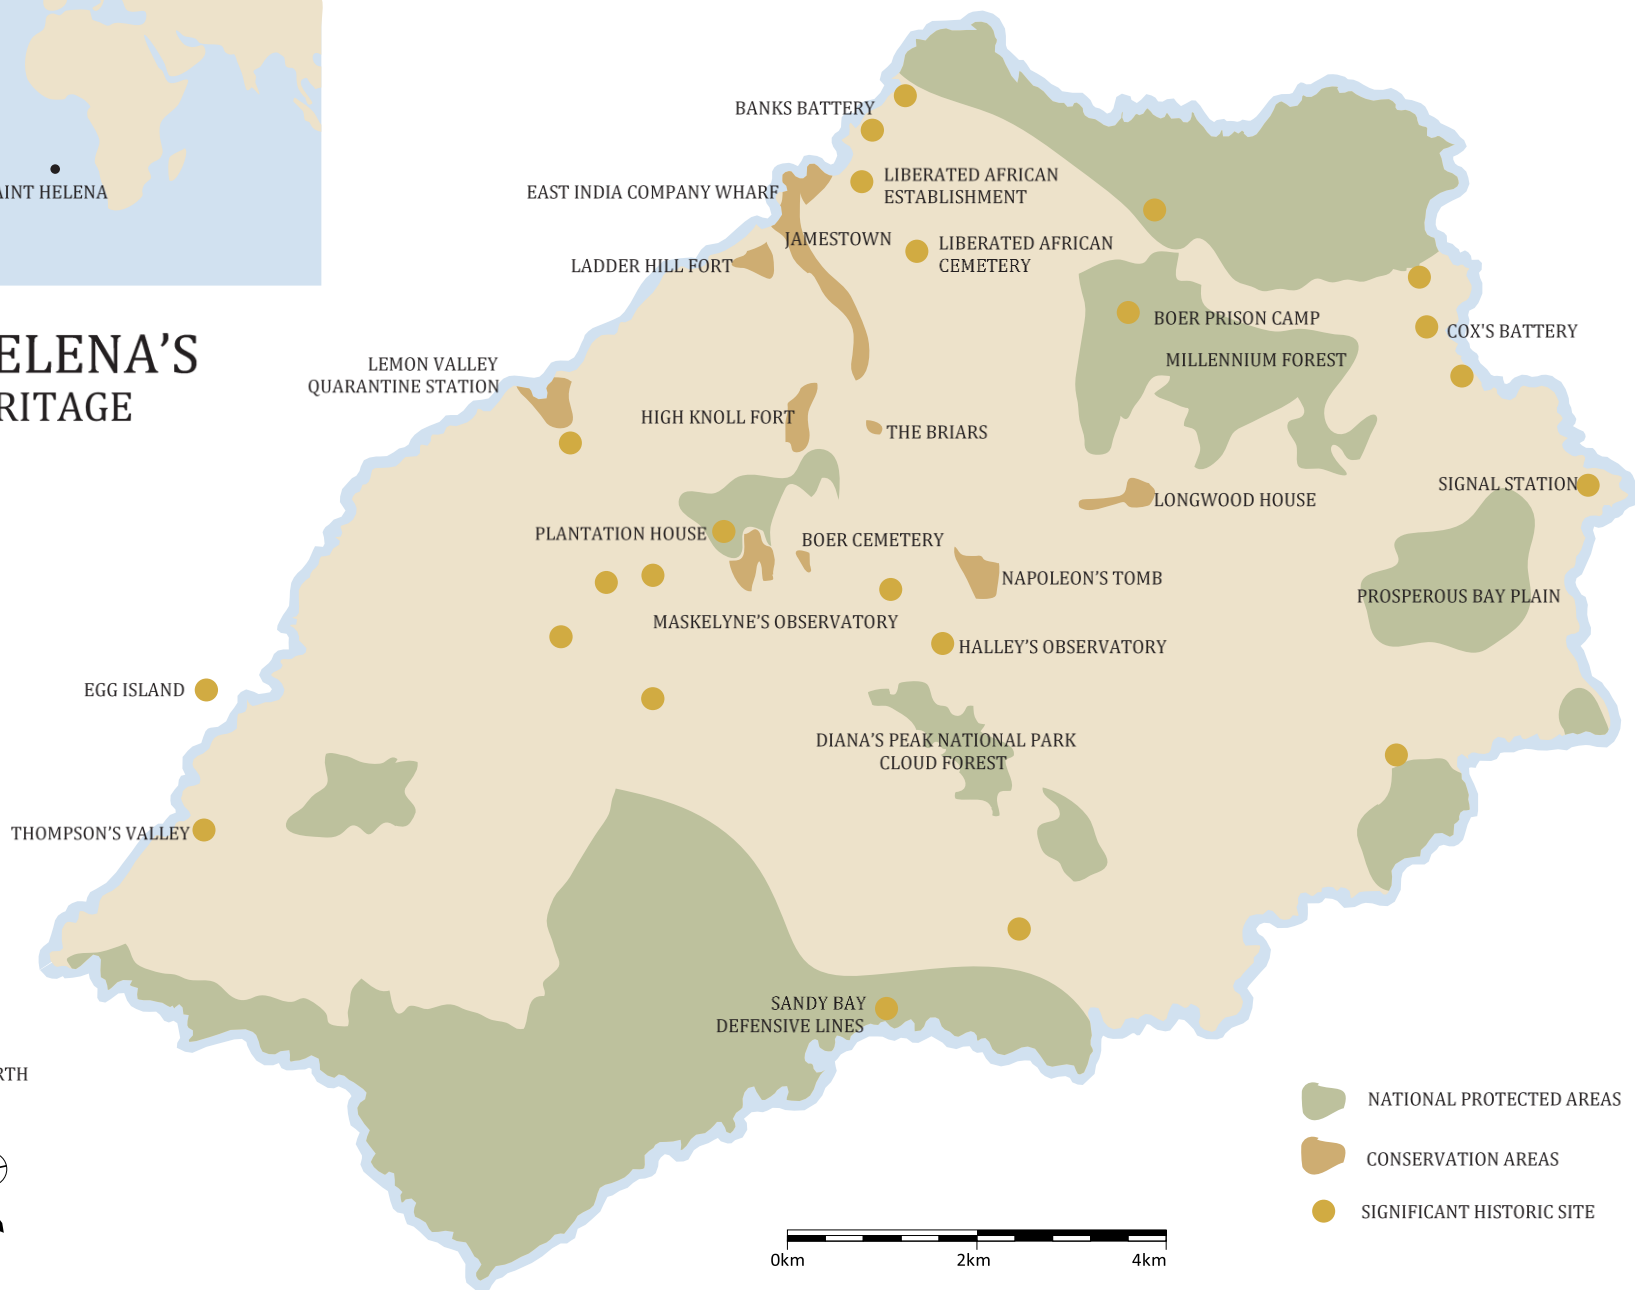 AINT HELENA
ELENA’S
RITAGE
BANKS BATTERY
LIBERATED AFRICAN
ESTABLISHMENT
EAST INDIA COMPANY WHARF
JAMESTOWN
LIBERATED AFRICAN
CEMETERY
LADDER HILL FORT
BOER PRISON CAMP
COX'S BATTERY
MILLENNIUM FOREST
LEMON VALLEY
QUARANTINE STATION
HIGH KNOLL FORT
THE BRIARS
SIGNAL STATION
LONGWOOD HOUSE
PLANTATION HOUSE
BOER CEMETERY
NAPOLEON’S TOMB
PROSPEROUS BAY PLAIN
MASKELYNE’S OBSERVATORY
HALLEY’S OBSERVATORY
EGG ISLAND
DIANA’S PEAK NATIONAL PARK
CLOUD FOREST
THOMPSON’S VALLEY
SANDY BAY
DEFENSIVE LINES
RTH
NATIONAL PROTECTED AREAS
CONSERVATION AREAS
SIGNIFICANT HISTORIC SITE
0km 2km 4km